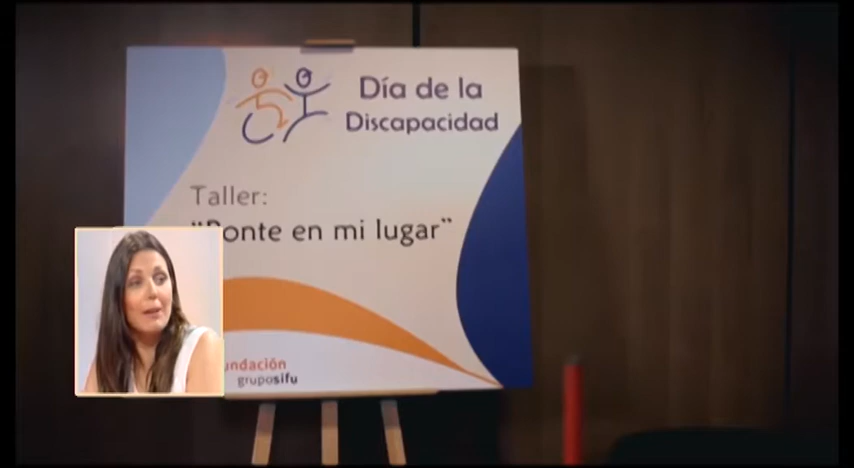 Día de la
Discapacidad
Taller:
"Ponte en mi lugar"
undación
gruposifu